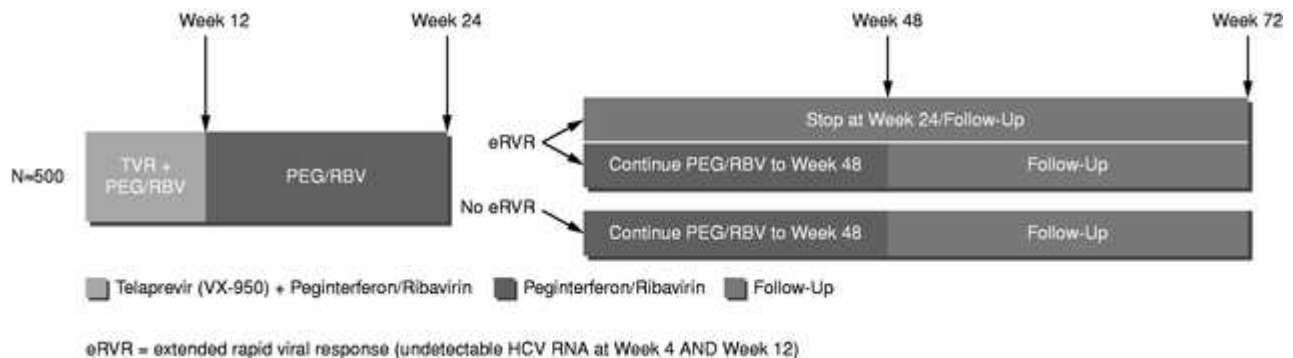 Week 12
Week 24
Week 48
Week 72
N=500
TVR +
PEG/RBV
PEG/RBV
eRVR
No eRVR
Stop at Week 24/Follow-Up
Continue PEG/RBV to Week 48
Follow-Up
Continue PEG/RBV to Week 48
Follow-Up
Telaprevir (VX-950) + Peginterferon/Ribavirin
Peginterferon/Ribavirin
Follow-Up
eRVR = extended rapid viral response (undetectable HCV RNA at Week 4 AND Week 12)